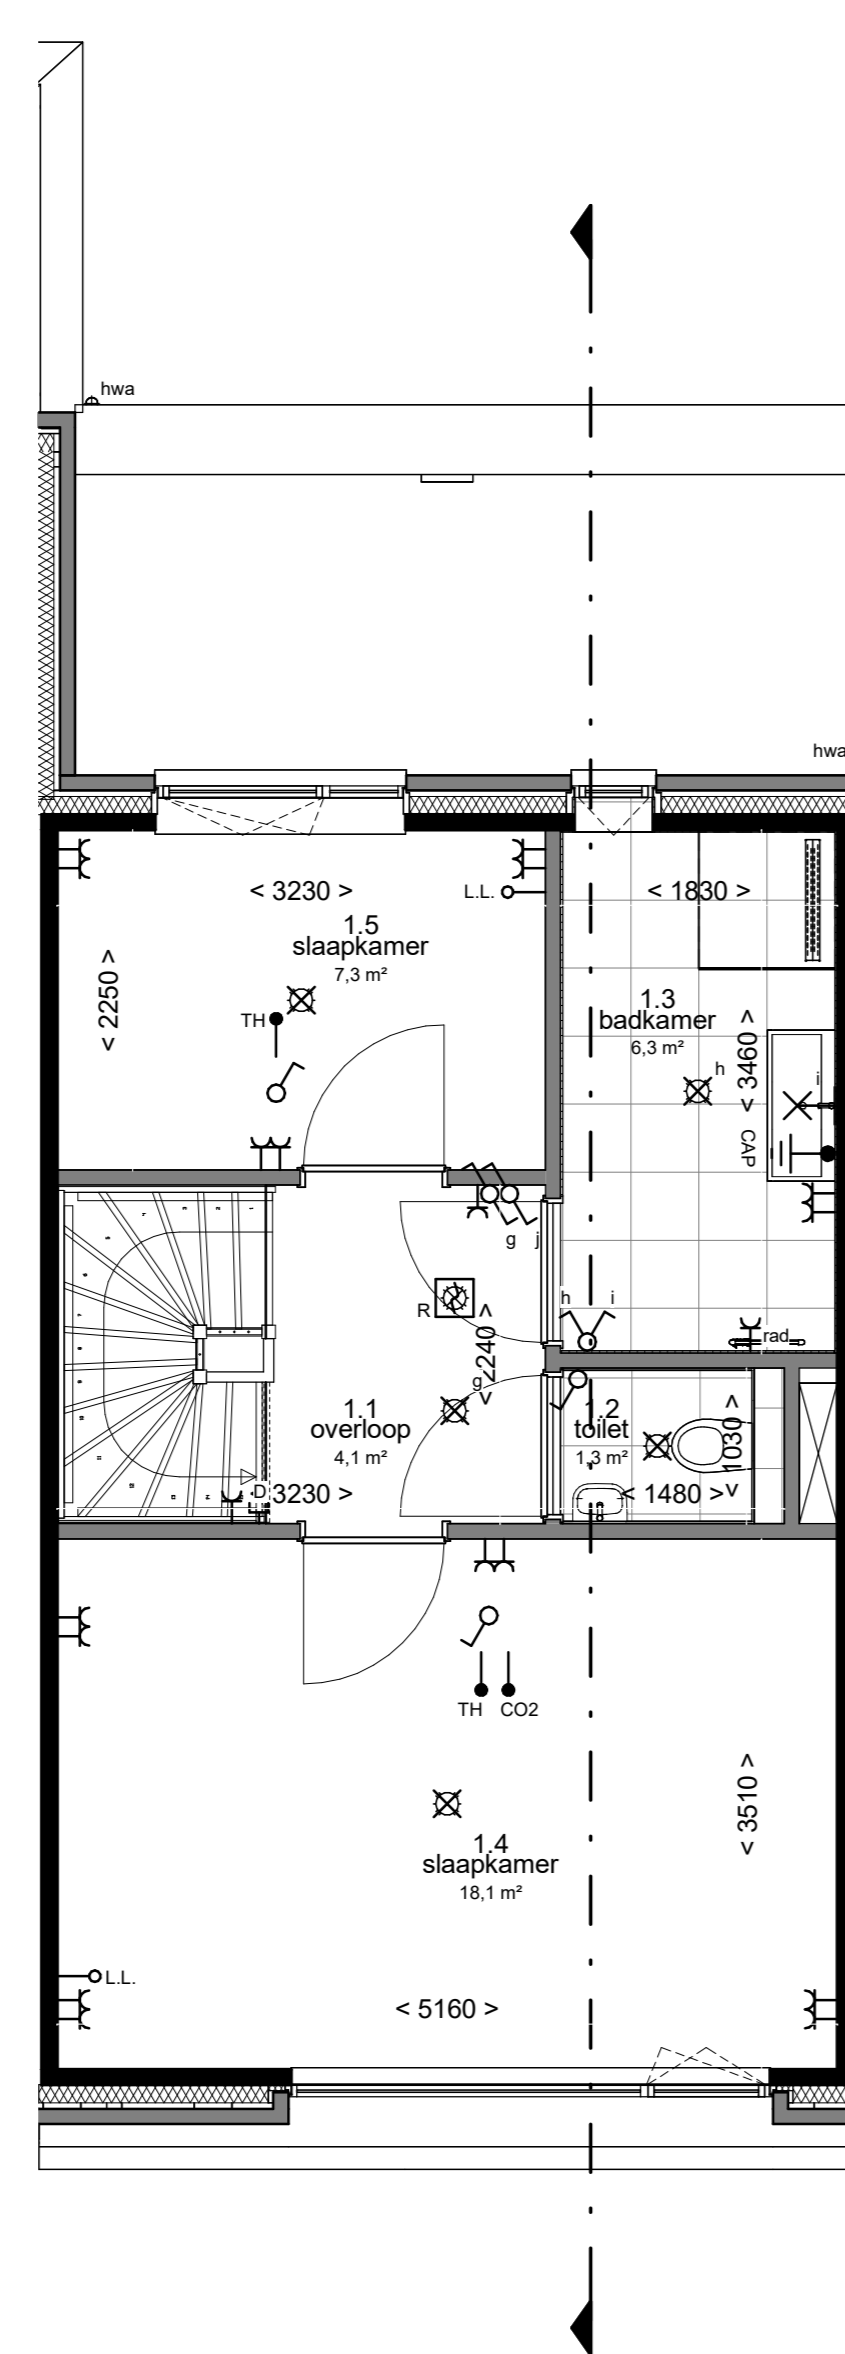 hwa
hwa
< 3230 >
L.L.
< 1830 >
1.5
slaapkamer
7,3 m²
< 2250 >
TH
1.3
badkamer
6,3 m²
h
< 3460 >
i
CAP
g
j
R
h
i
rad
< 2240 >
g
1.1
overloop
4,1 m²
1.2
toilet
1,3 m²
< 1030 >
D
3230 >
< 1480 >
TH
CO2
< 3510 >
1.4
slaapkamer
18,1 m²
L.L.
< 5160 >